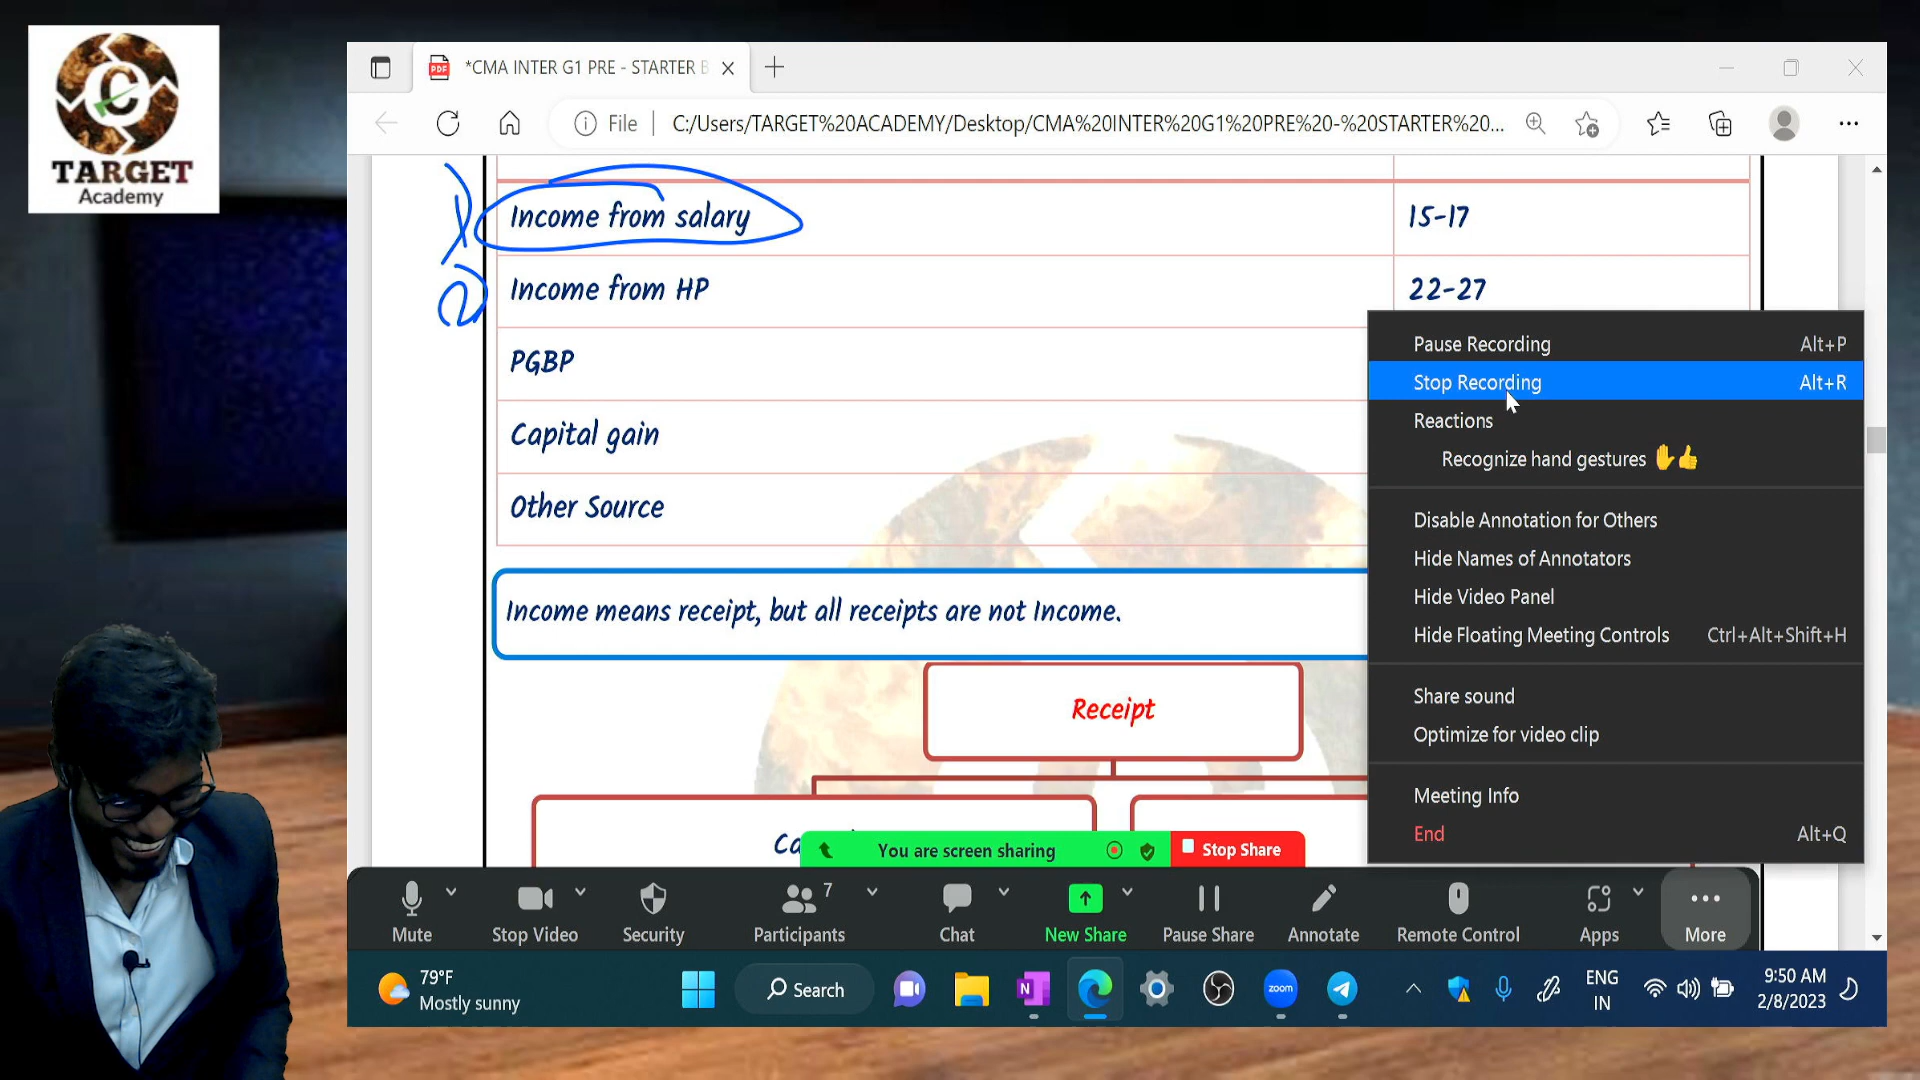 TARGET
Academy
*CMA INTER G1 PRE - STARTER B
File
C:/Users/TARGET%20ACADEMY/Desktop/CMA%20INTER%20G1%20PRE%20-%20STARTER%20...
1) Income from salary 15-17
2) Income from HP 22-27
PGBP
Capital gain
Other Source
Income means receipt, but all receipts are not Income.
Receipt
Ca
Pause Recording Alt+P
Stop Recording Alt+R
Reactions
Recognize hand gestures ✋👍
Disable Annotation for Others
Hide Names of Annotators
Hide Video Panel
Hide Floating Meeting Controls Ctrl+Alt+Shift+H
Share sound
Optimize for video clip
Meeting Info
End Alt+Q
You are screen sharing Stop Share
7
Mute Stop Video Security Participants Chat New Share Pause Share Annotate Remote Control Apps More
79°F
Mostly sunny
Search
zoom
ENG
IN
9:50 AM
2/8/2023